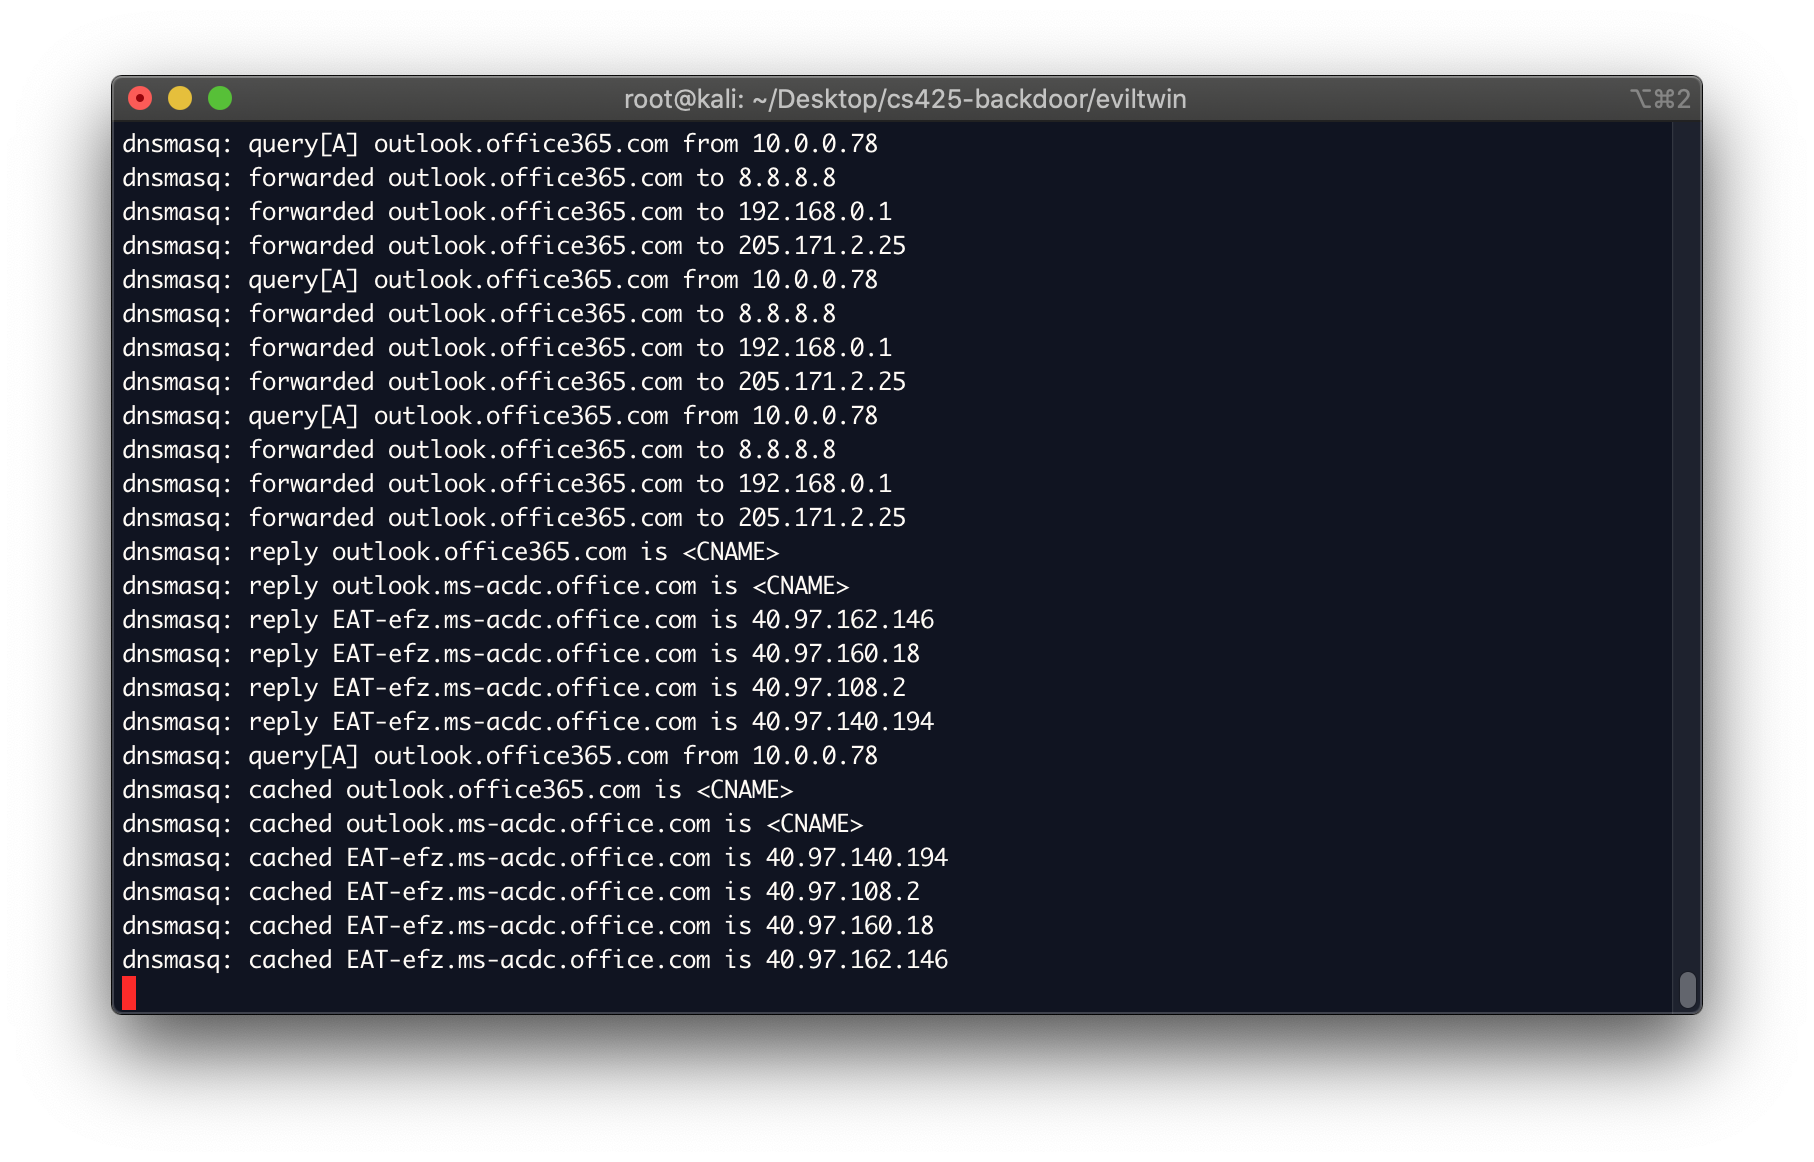 root@kali: ~/Desktop/cs425-backdoor/eviltwin ⌥⌘2
dnsmasq: query[A] outlook.office365.com from 10.0.0.78
dnsmasq: forwarded outlook.office365.com to 8.8.8.8
dnsmasq: forwarded outlook.office365.com to 192.168.0.1
dnsmasq: forwarded outlook.office365.com to 205.171.2.25
dnsmasq: query[A] outlook.office365.com from 10.0.0.78
dnsmasq: forwarded outlook.office365.com to 8.8.8.8
dnsmasq: forwarded outlook.office365.com to 192.168.0.1
dnsmasq: forwarded outlook.office365.com to 205.171.2.25
dnsmasq: query[A] outlook.office365.com from 10.0.0.78
dnsmasq: forwarded outlook.office365.com to 8.8.8.8
dnsmasq: forwarded outlook.office365.com to 192.168.0.1
dnsmasq: forwarded outlook.office365.com to 205.171.2.25
dnsmasq: reply outlook.office365.com is <CNAME>
dnsmasq: reply outlook.ms-acdc.office.com is <CNAME>
dnsmasq: reply EAT-efz.ms-acdc.office.com is 40.97.162.146
dnsmasq: reply EAT-efz.ms-acdc.office.com is 40.97.160.18
dnsmasq: reply EAT-efz.ms-acdc.office.com is 40.97.108.2
dnsmasq: reply EAT-efz.ms-acdc.office.com is 40.97.140.194
dnsmasq: query[A] outlook.office365.com from 10.0.0.78
dnsmasq: cached outlook.office365.com is <CNAME>
dnsmasq: cached outlook.ms-acdc.office.com is <CNAME>
dnsmasq: cached EAT-efz.ms-acdc.office.com is 40.97.140.194
dnsmasq: cached EAT-efz.ms-acdc.office.com is 40.97.108.2
dnsmasq: cached EAT-efz.ms-acdc.office.com is 40.97.160.18
dnsmasq: cached EAT-efz.ms-acdc.office.com is 40.97.162.146